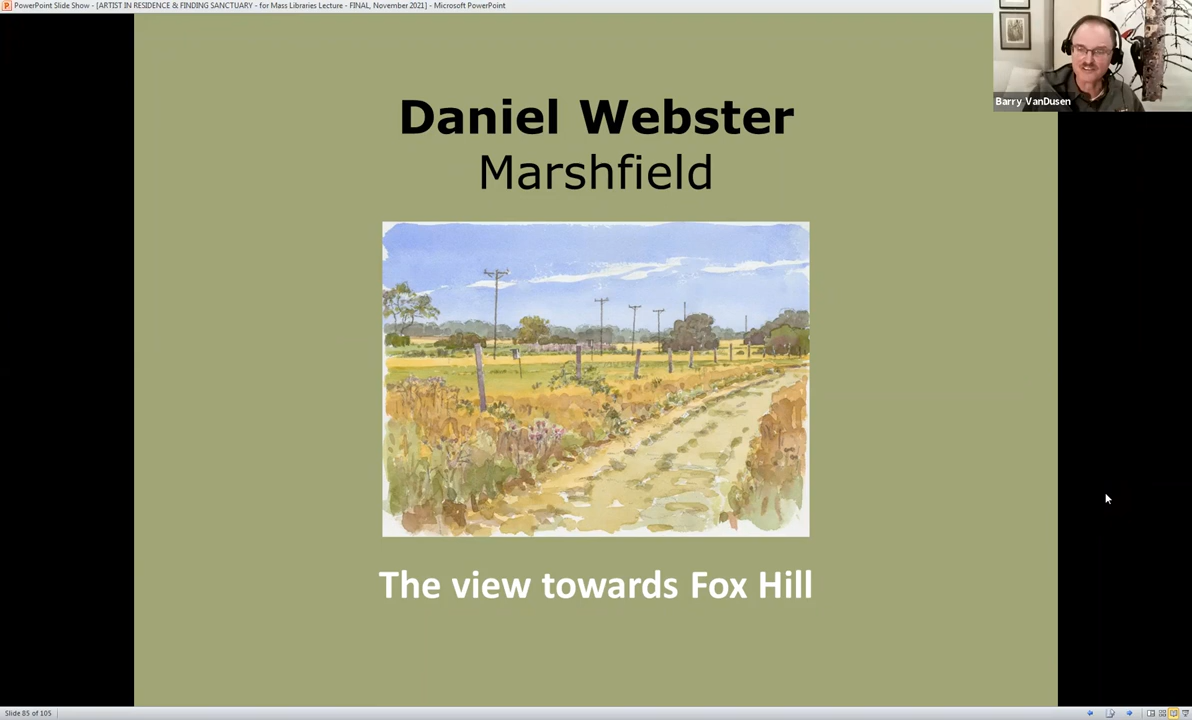 PowerPoint Slide Show - [ARTIST IN RESIDENCE & FINDING SANCTUARY - for Mass Libraries Lecture - FINAL, November 2021] - Microsoft PowerPoint
Barry VanDusen
Daniel Webster
Marshfield
The view towards Fox Hill
Slide 85 of 105